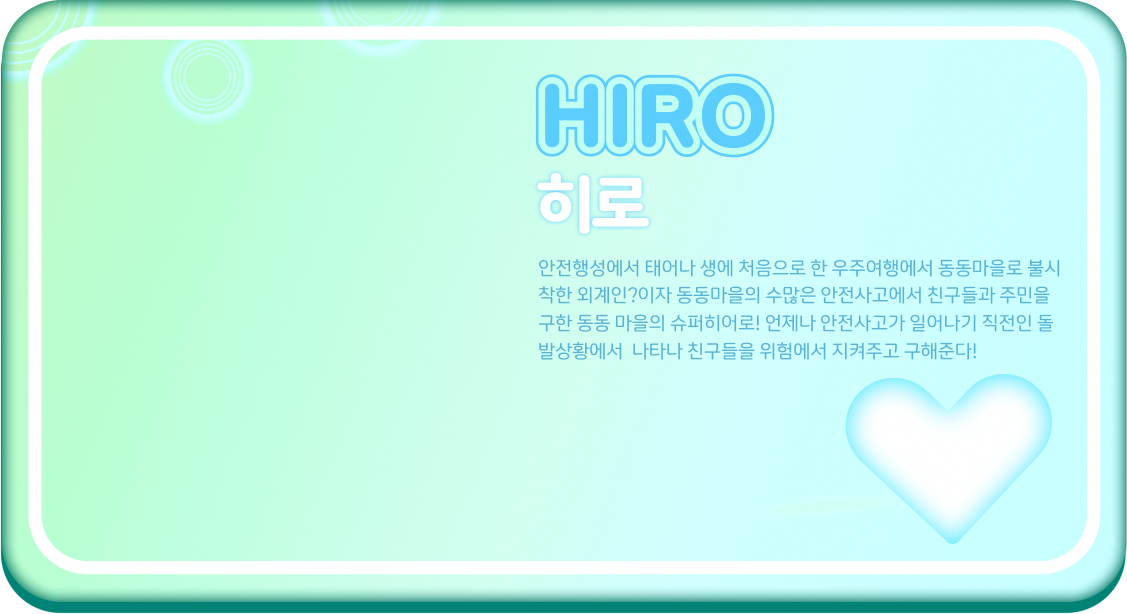 HIRO
히로
안전행성에서 태어나 생에 처음으로 한 우주여행에서 동동마을로 불시
착한 외계인?이자 동동마을의 수많은 안전사고에서 친구들과 주민을
구한 동동 마을의 슈퍼히어로! 언제나 안전사고가 일어나기 직전인 돌
발상황에서  나타나 친구들을 위험에서 지켜주고 구해준다!